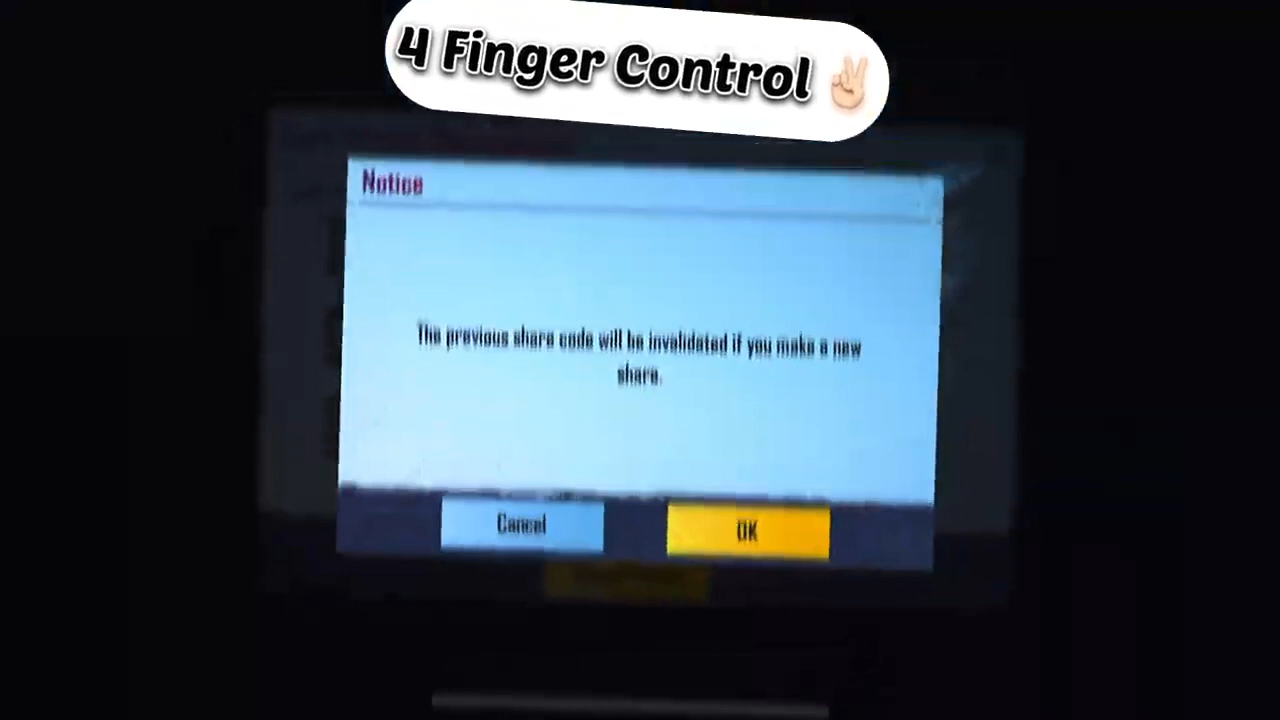 4 Finger Control ✌🏻
Notice
The previous share code will be invalidated if you make a new
share.
Cancel
OK